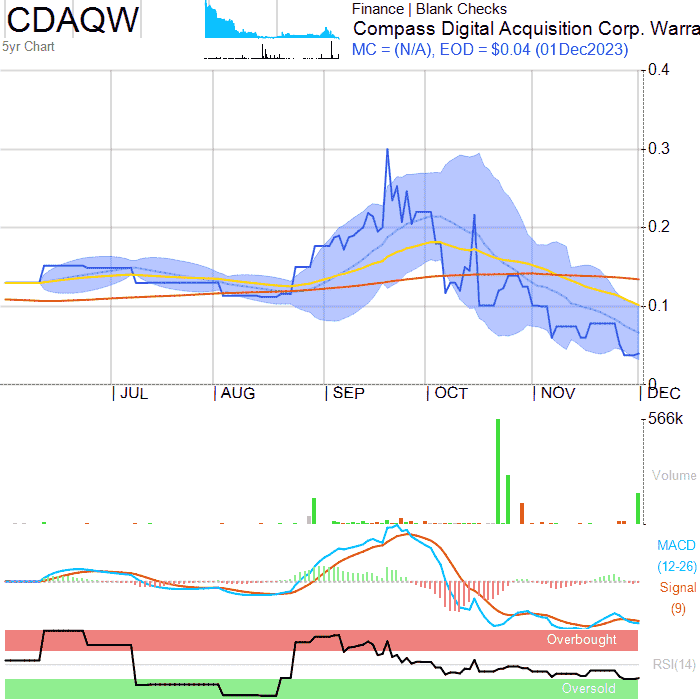 CDAQW
5yr Chart
Finance | Blank Checks
Compass Digital Acquisition Corp. Warra
MC = (N/A), EOD = $0.04 (01Dec2023)
0.4
0.3
0.2
0.1
0
JUL
AUG
SEP
OCT
NOV
DEC
566k
Volume
MACD
(12-26)
Signal
(9)
Overbought
RSI(14)
Oversold